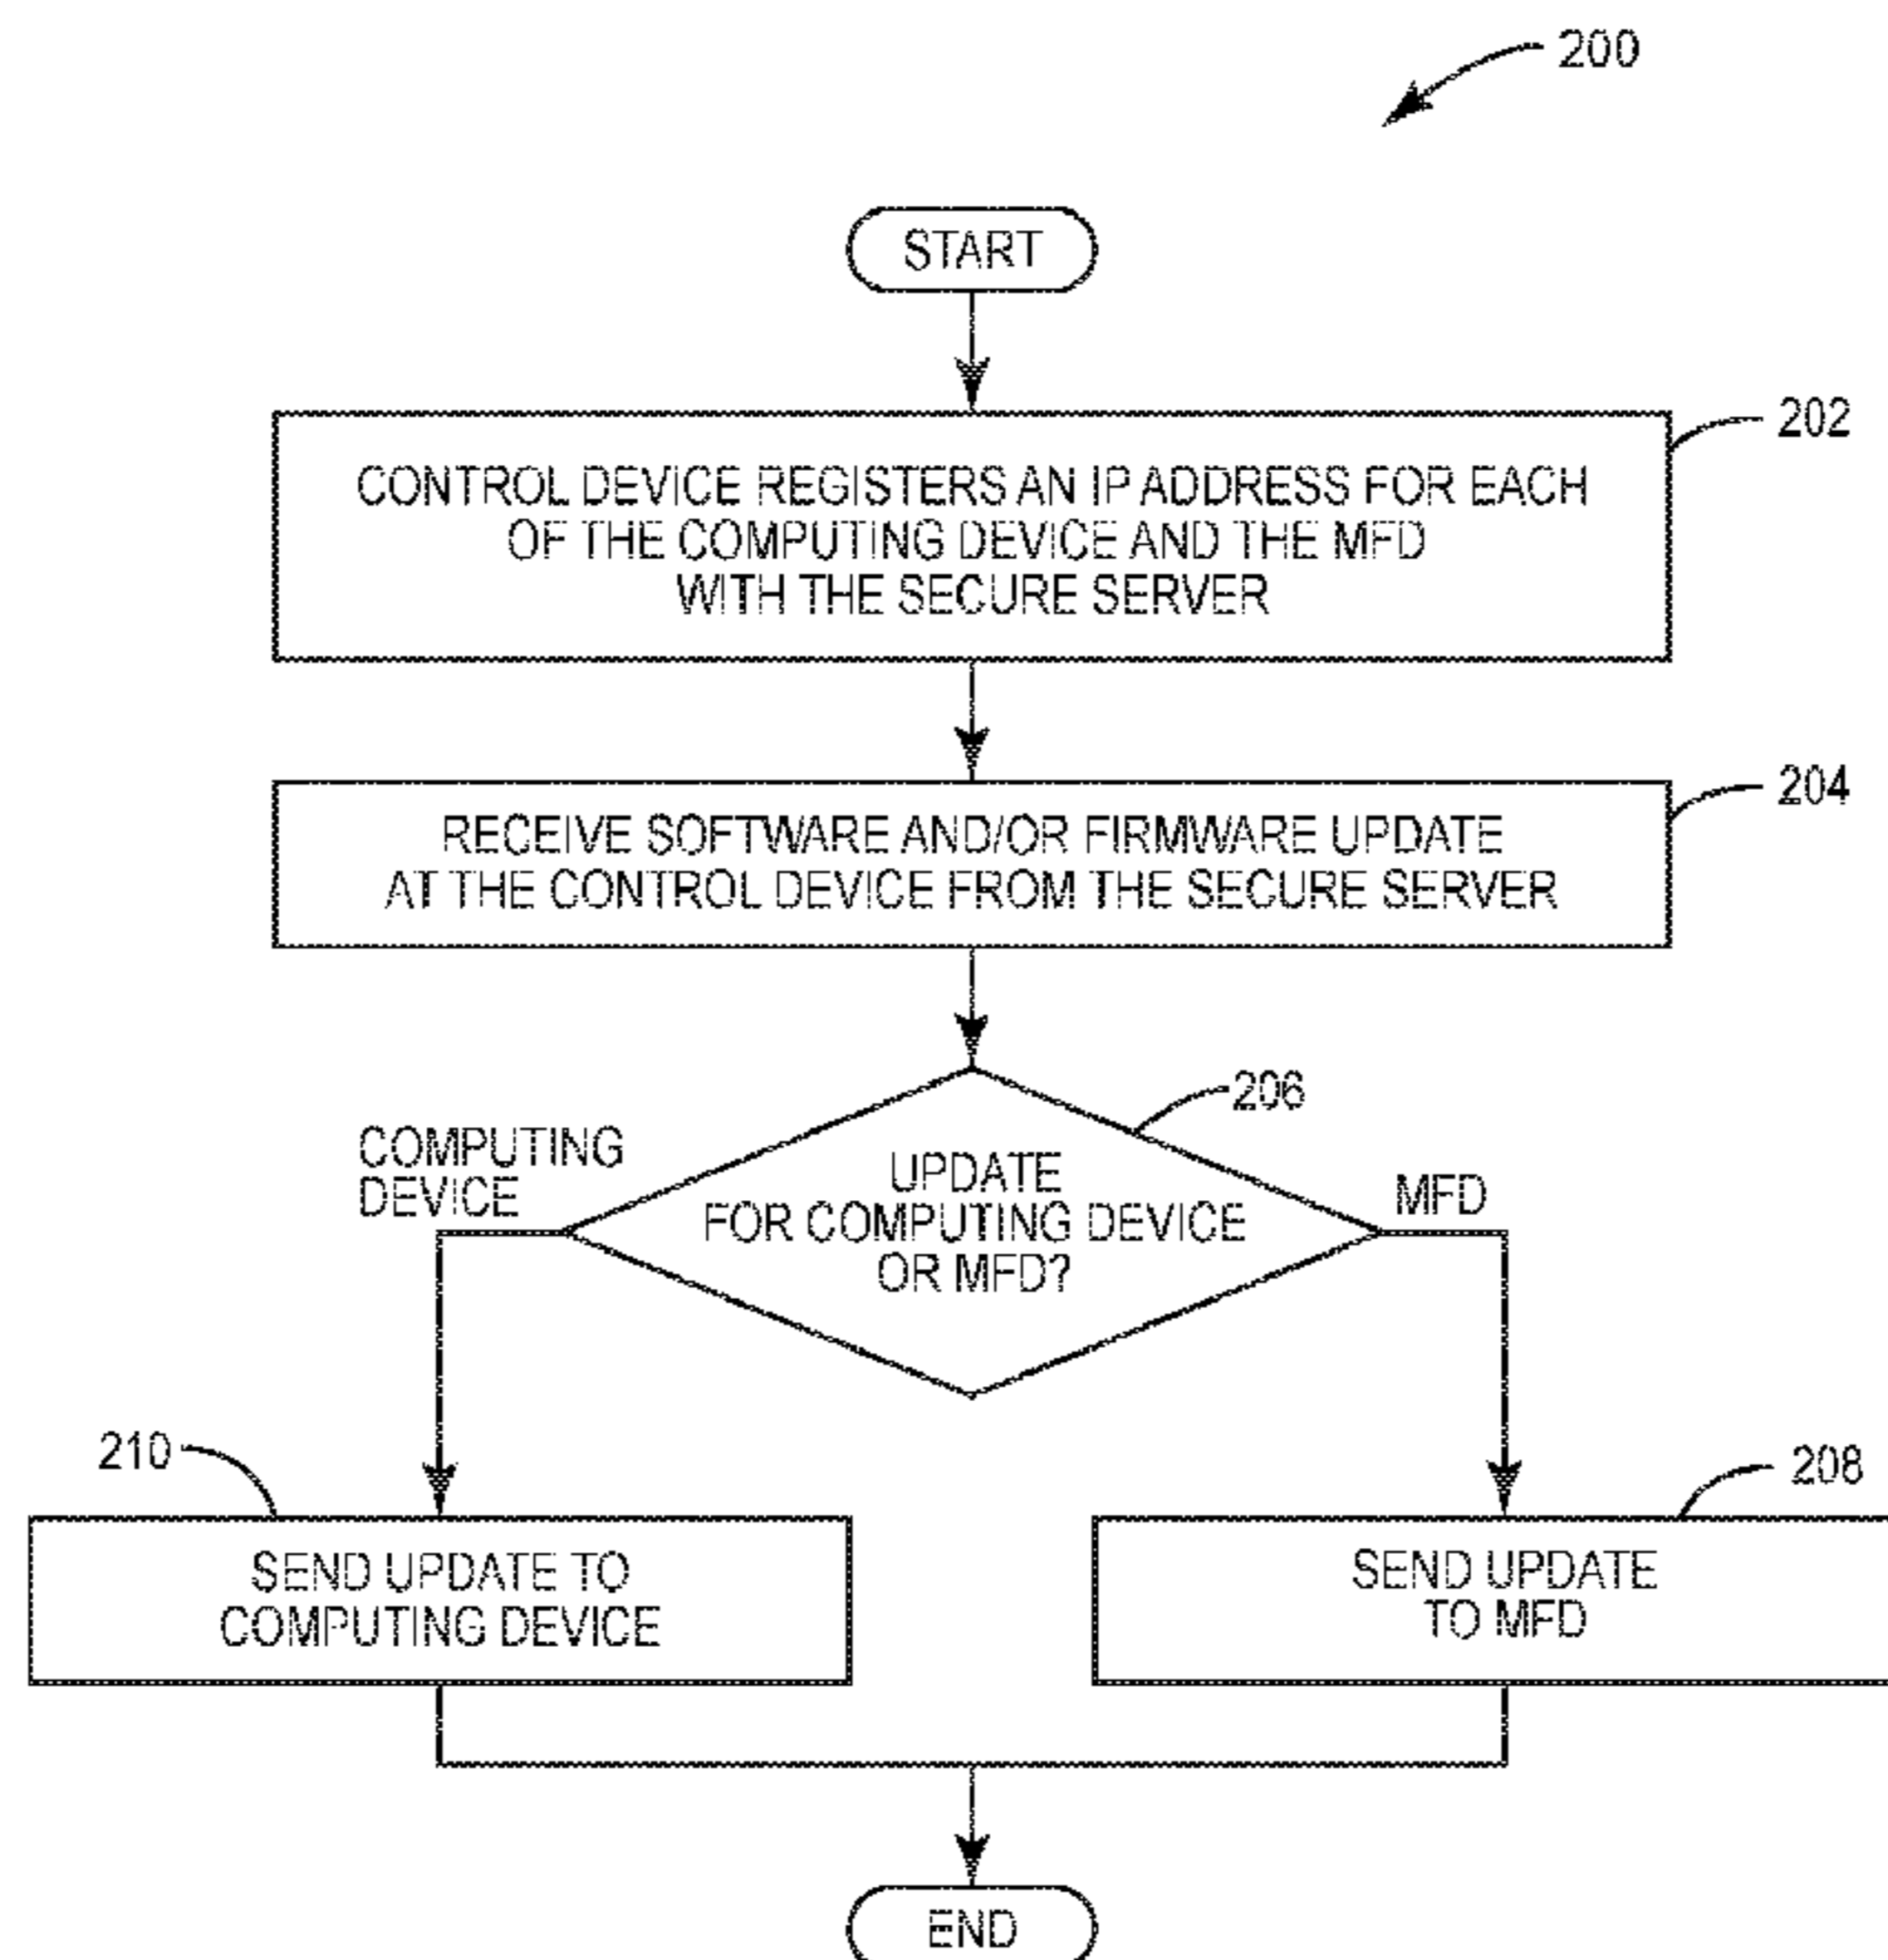 200
START
202
CONTROL DEVICE REGISTERS AN IP ADDRESS FOR EACH
OF THE COMPUTING DEVICE AND THE MFD
WITH THE SECURE SERVER
204
RECEIVE SOFTWARE AND/OR FIRMWARE UPDATE
AT THE CONTROL DEVICE FROM THE SECURE SERVER
206
COMPUTING
DEVICE
UPDATE
FOR COMPUTING DEVICE
OR MFD?
MFD
210
SEND UPDATE TO
COMPUTING DEVICE
208
SEND UPDATE
TO MFD
END